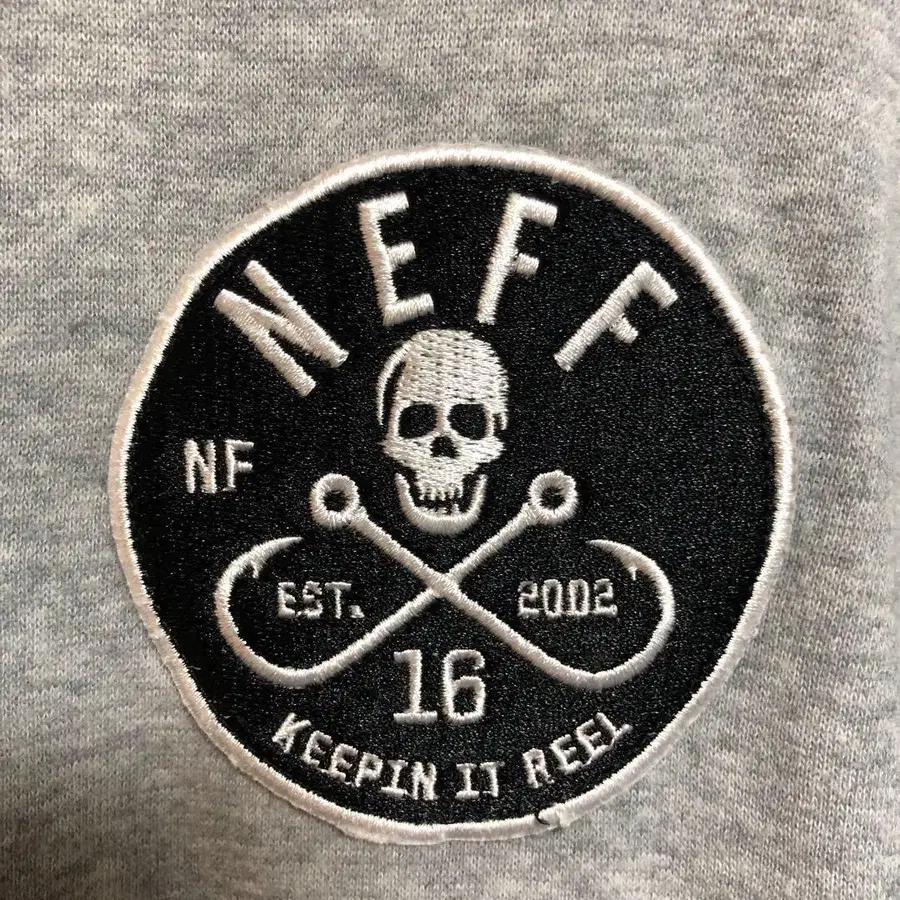 NEFF
NF
EST. 2002
16
KEEPIN IT REEL